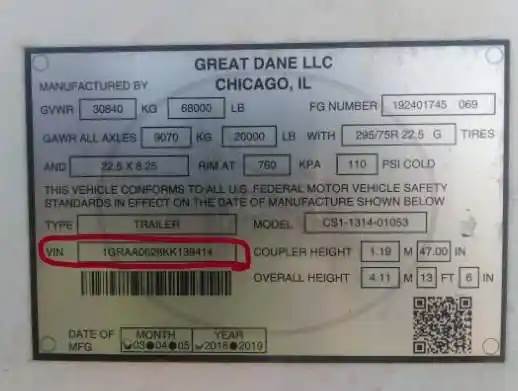 GREAT DANE LLC
CHICAGO, IL
MANUFACTURED BY
GVWR 30840 KG 68000 LB FG NUMBER 192401745 069
GAWR ALL AXLES 9070 KG 20000 LB WITH 295/75R 22.5 G TIRES
AND 22.5 X 8.25 RIM AT 760 KPA 110 PSI COLD
THIS VEHICLE CONFORMS TO ALL U.S. FEDERAL MOTOR VEHICLE SAFETY
STANDARDS IN EFFECT ON THE DATE OF MANUFACTURE SHOWN BELOW
TYPE TRAILER MODEL CS1-1314-01053
VIN 1GRAA0628KK139414 COUPLER HEIGHT 1.19 M 47.00 IN
OVERALL HEIGHT 4.11 M 13 FT 6 IN
DATE OF MFG MONTH YEAR
03 04 05 2018 2019